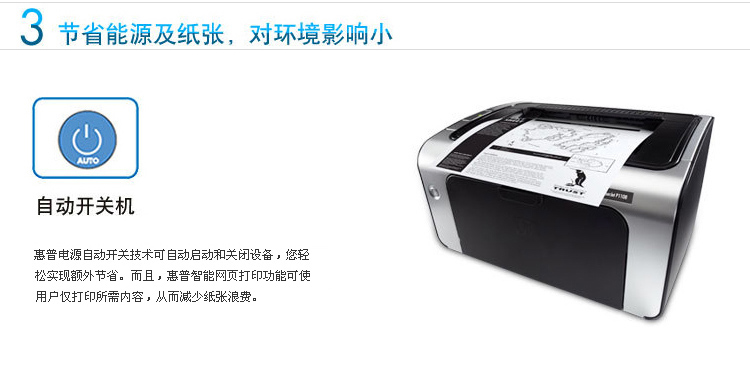 3 节省能源及纸张，对环境影响小
AUTO
自动开关机
惠普电源自动开关技术可自动启动和关闭设备，您轻
松实现额外节省。而且，惠普智能网页打印功能可使
用户仅打印所需内容，从而减少纸张浪费。
TRUST
P1108